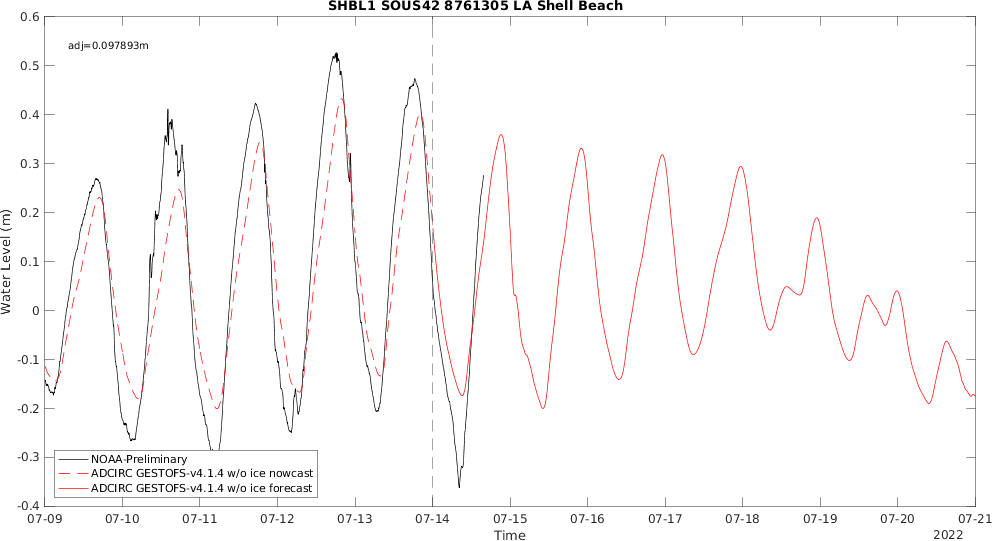 SHBL1 SOUS42 8761305 LA Shell Beach
adj=0.097893m
0.6
0.5
0.4
0.3
0.2
0.1
0
-0.1
-0.2
-0.3
-0.4
Water Level (m)
NOAA-Preliminary
ADCIRC GESTOFS-v4.1.4 w/o ice nowcast
ADCIRC GESTOFS-v4.1.4 w/o ice forecast
07-09 07-10 07-11 07-12 07-13 07-14 07-15 07-16 07-17 07-18 07-19 07-20 07-21
Time
2022